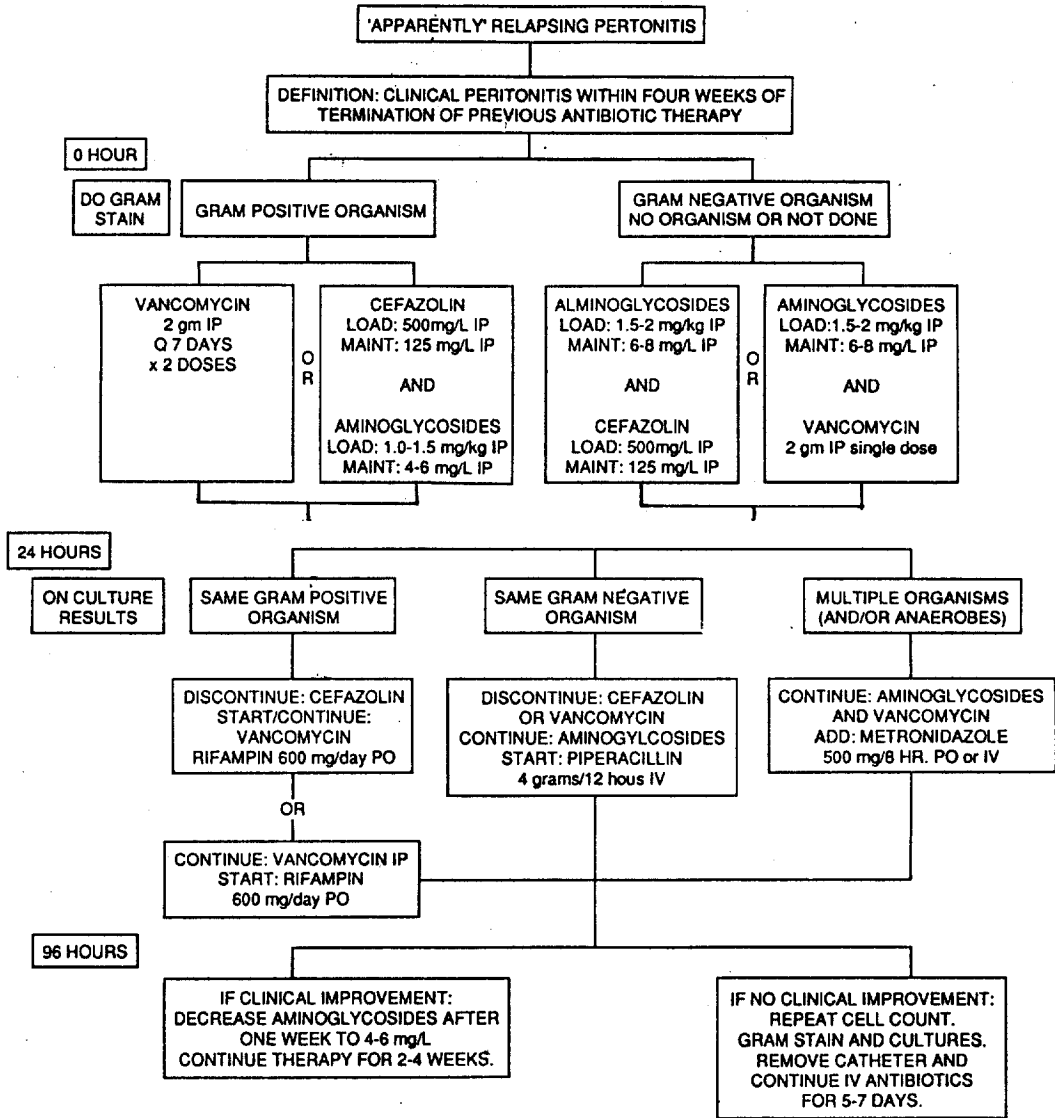 'APPARENTLY' RELAPSING PERTONITIS
DEFINITION: CLINICAL PERITONITIS WITHIN FOUR WEEKS OF
TERMINATION OF PREVIOUS ANTIBIOTIC THERAPY
0 HOUR
DO GRAM
STAIN
GRAM POSITIVE ORGANISM
GRAM NEGATIVE ORGANISM
NO ORGANISM OR NOT DONE
VANCOMYCIN
2 gm IP
Q 7 DAYS
x 2 DOSES
OR
CEFAZOLIN
LOAD: 500mg/L IP
MAINT: 125 mg/L IP
AND
AMINOGLYCOSIDES
LOAD: 1.0-1.5 mg/kg IP
MAINT: 4-6 mg/L IP
ALMINOGLYCOSIDES
LOAD: 1.5-2 mg/kg IP
MAINT: 6-8 mg/L IP
AND
CEFAZOLIN
LOAD: 500mg/L IP
MAINT: 125 mg/L IP
OR
AMINOGLYCOSIDES
LOAD:1.5-2 mg/kg IP
MAINT: 6-8 mg/L IP
AND
VANCOMYCIN
2 gm IP single dose
24 HOURS
ON CULTURE
RESULTS
SAME GRAM POSITIVE
ORGANISM
SAME GRAM NEGATIVE
ORGANISM
MULTIPLE ORGANISMS
(AND/OR ANAEROBES)
DISCONTINUE: CEFAZOLIN
START/CONTINUE:
VANCOMYCIN
RIFAMPIN 600 mg/day PO
DISCONTINUE: CEFAZOLIN
OR VANCOMYCIN
CONTINUE: AMINOGYLCOSIDES
START: PIPERACILLIN
4 grams/12 hous IV
CONTINUE: AMINOGLYCOSIDES
AND VANCOMYCIN
ADD: METRONIDAZOLE
500 mg/8 HR. PO or IV
OR
CONTINUE: VANCOMYCIN IP
START: RIFAMPIN
600 mg/day PO
96 HOURS
IF CLINICAL IMPROVEMENT:
DECREASE AMINOGLYCOSIDES AFTER
ONE WEEK TO 4-6 mg/L
CONTINUE THERAPY FOR 2-4 WEEKS.
IF NO CLINICAL IMPROVEMENT:
REPEAT CELL COUNT.
GRAM STAIN AND CULTURES.
REMOVE CATHETER AND
CONTINUE IV ANTIBIOTICS
FOR 5-7 DAYS.